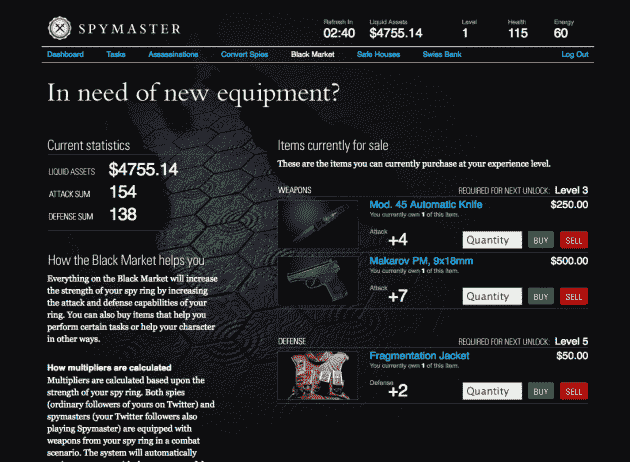 SPYMASTER
Refresh In Liquid Assets Level Health Energy
02:40 $4755.14 1 115 60
Dashboard Tasks Assassinations Convert Spies Black Market Safe Houses Swiss Bank Log Out
In need of new equipment?
Current statistics
LIQUID ASSETS $4755.14
ATTACK SUM 154
DEFENSE SUM 138
How the Black Market helps you
Everything on the Black Market will increase
the strength of your spy ring by increasing
the attack and defense capabilities of your
ring. You can also buy items that help you
perform certain tasks or help your character
in other ways.
How multipliers are calculated
Multipliers are calculated based upon the
strength of your spy ring. Both spies
(ordinary followers of yours on Twitter) and
spymasters (your Twitter followers also
playing Spymaster) are equipped with
weapons from your spy ring in a combat
scenario. The system will automatically
Items currently for sale
These are the items you can currently purchase at your experience level.
WEAPONS REQUIRED FOR NEXT UNLOCK: Level 3
Mod. 45 Automatic Knife $250.00
You currently own 1 of this item.
Attack
+4 Quantity BUY SELL
Makarov PM, 9x18mm $500.00
You currently own 1 of this item.
Attack
+7 Quantity BUY SELL
DEFENSE REQUIRED FOR NEXT UNLOCK: Level 5
Fragmentation Jacket $50.00
You currently own 1 of this item.
Defense
+2 Quantity BUY SELL